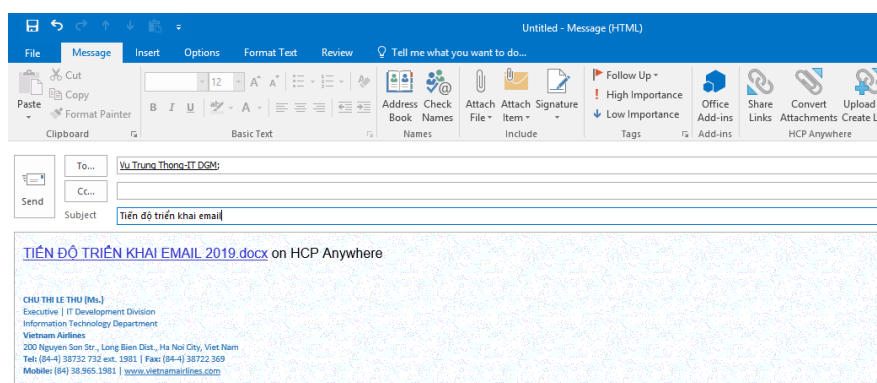 Untitled - Message (HTML)
File Message Insert Options Format Text Review Tell me what you want to do...
Cut
Copy
Format Painter
Paste
Clipboard
12
B I U
Basic Text
Address Book
Check Names
Names
Attach File
Attach Item
Signature
Include
Follow Up
High Importance
Low Importance
Tags
Office Add-ins
Add-ins
Share Links
Convert Attachments
Upload
Create L
HCP Anywhere
Send
To... Vu Trung Thong-IT DGM;
Cc...
Subject Tiến độ triển khai email
TIẾN ĐỘ TRIỂN KHAI EMAIL 2019.docx on HCP Anywhere
CHU THI LE THU (Ms.)
Executive | IT Development Division
Information Technology Department
Vietnam Airlines
200 Nguyen Son Str., Long Bien Dist., Ha Noi City, Viet Nam
Tel: (84-4) 38732 732 ext. 1981 | Fax: (84-4) 38722 369
Mobile: (84) 38.965.1981 | www.vietnamairlines.com